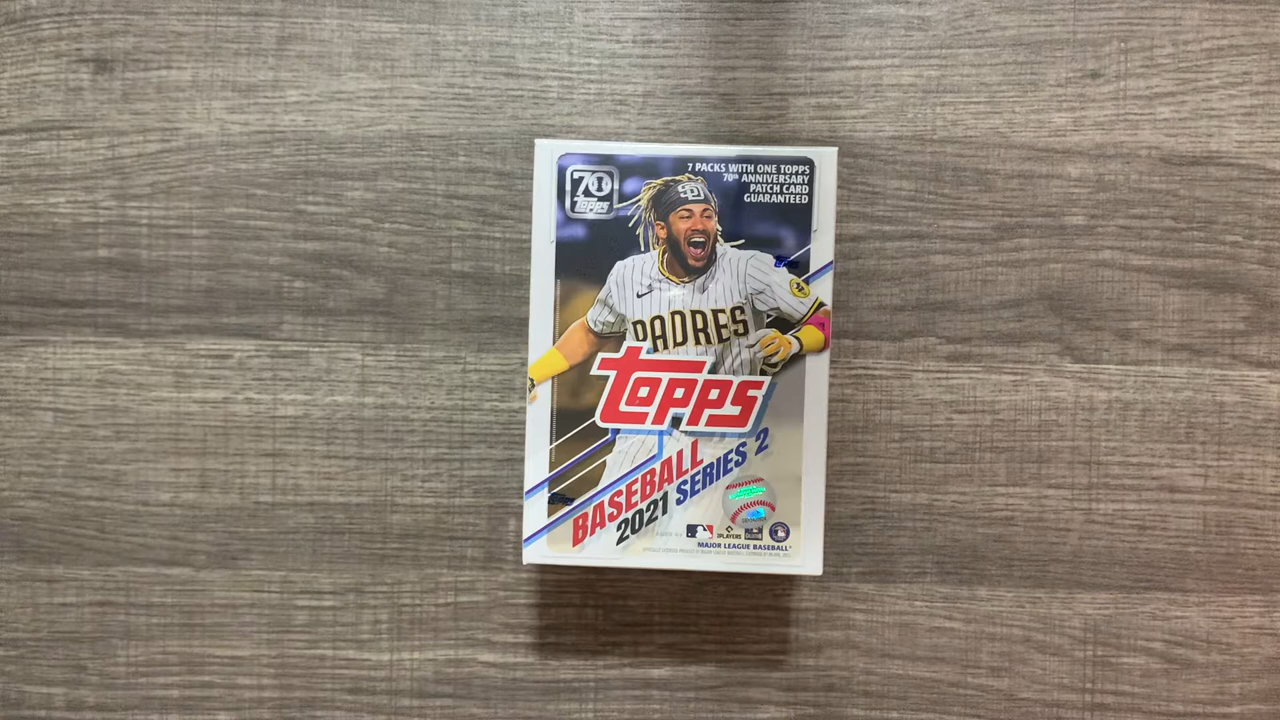 7 PACKS WITH ONE TOPPS
70th ANNIVERSARY
PATCH CARD
GUARANTEED
70
topps
SD
PADRES
topps
BASEBALL
2021 SERIES 2
PLAYERS
MAJOR LEAGUE BASEBALL